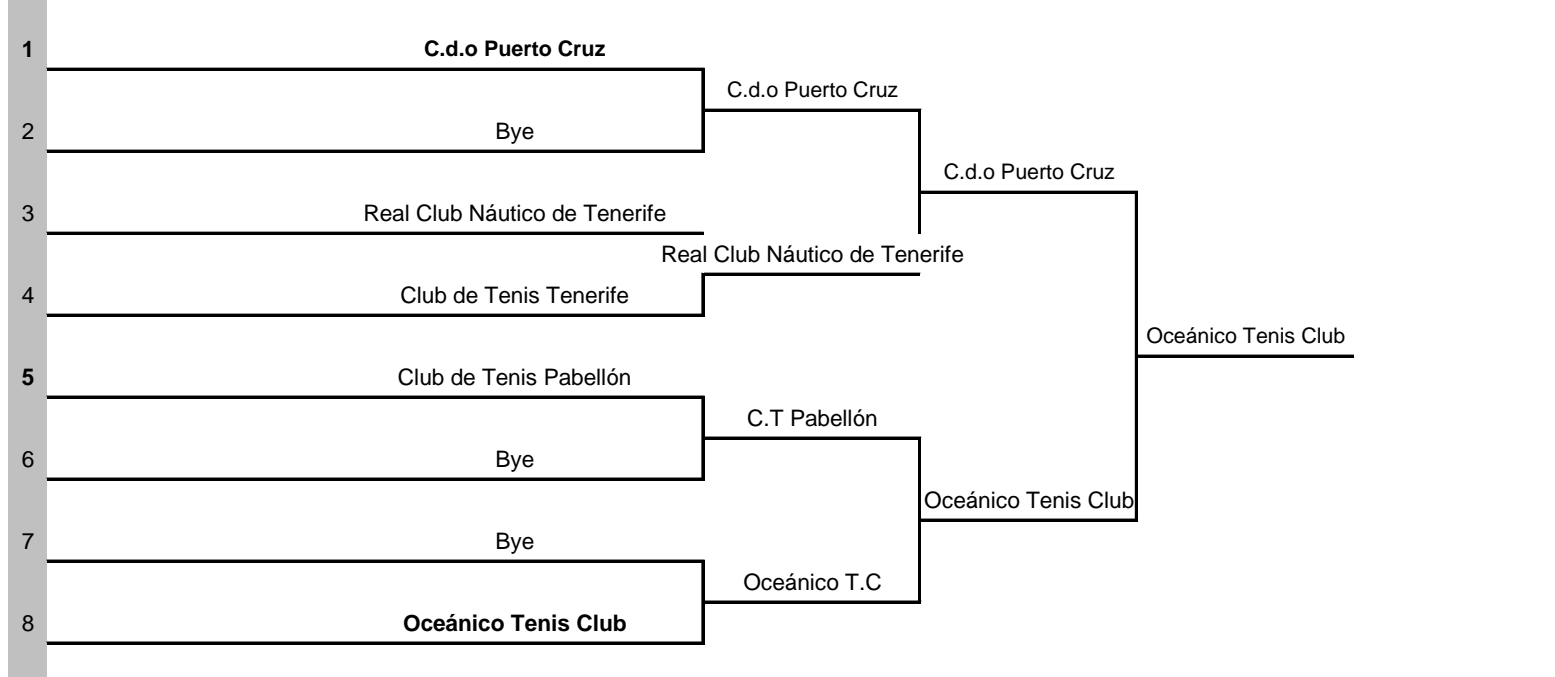 1 C.d.o Puerto Cruz
C.d.o Puerto Cruz
2 Bye
C.d.o Puerto Cruz
3 Real Club Náutico de Tenerife
Real Club Náutico de Tenerife
4 Club de Tenis Tenerife
Oceánico Tenis Club
5 Club de Tenis Pabellón
C.T Pabellón
6 Bye
Oceánico Tenis Club
7 Bye
Oceánico T.C
8 Oceánico Tenis Club